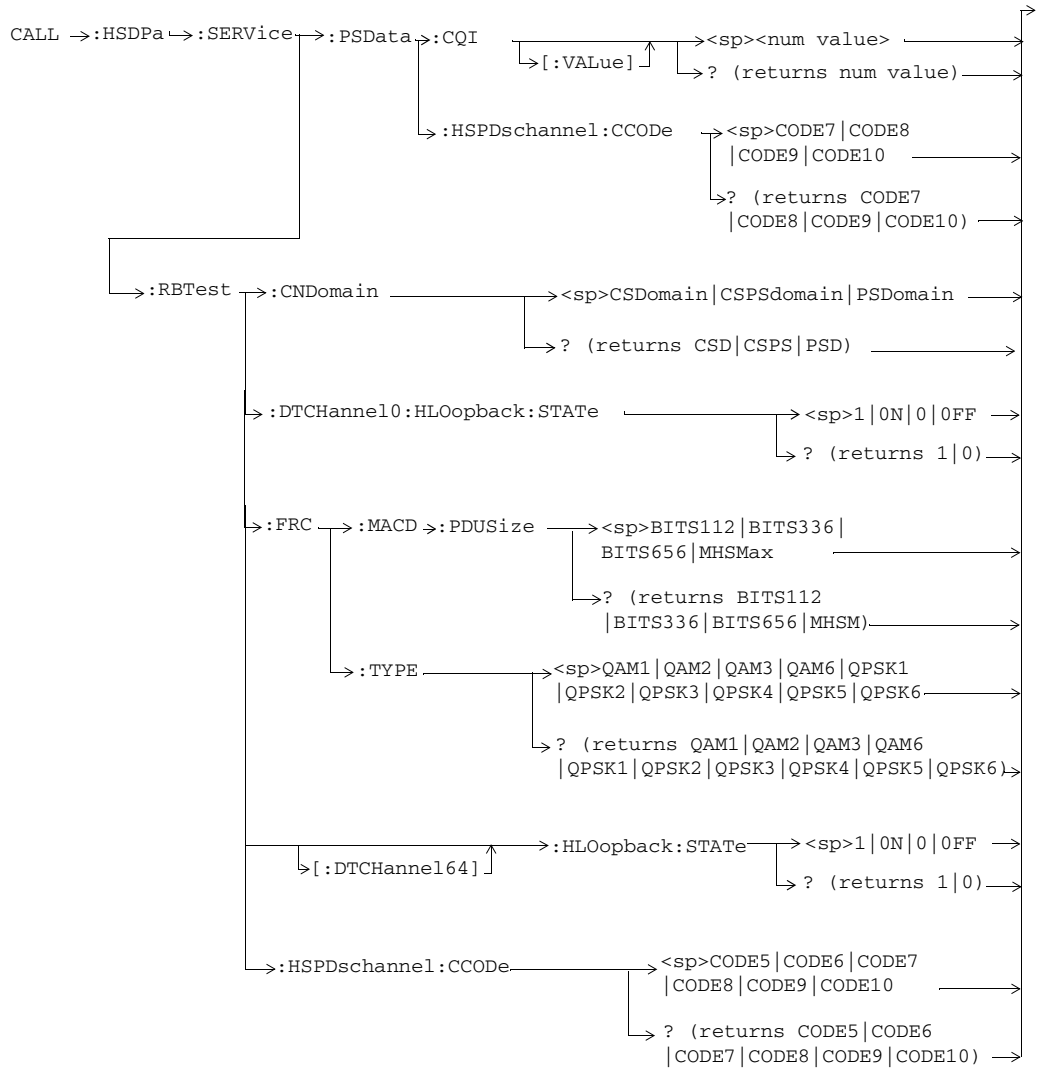 CALL :HSDPa :SERVice :PSData :CQI <sp><num value>
[:VALue] ? (returns num value)
:HSPDschannel:CCODe <sp>CODE7|CODE8
|CODE9|CODE10
? (returns CODE7
|CODE8|CODE9|CODE10)
:RBTest :CNDomain <sp>CSDomain|CSPSdomain|PSDomain
? (returns CSD|CSPS|PSD)
:DTCHannel0:HLOopback:STATe <sp>1|0N|0|0FF
? (returns 1|0)
:FRC :MACD :PDUSize <sp>BITS112|BITS336|
BITS656|MHSMax
? (returns BITS112
|BITS336|BITS656|MHSM)
:TYPE <sp>QAM1|QAM2|QAM3|QAM6|QPSK1
|QPSK2|QPSK3|QPSK4|QPSK5|QPSK6
? (returns QAM1|QAM2|QAM3|QAM6
|QPSK1|QPSK2|QPSK3|QPSK4|QPSK5|QPSK6)
:HLOopback:STATe <sp>1|0N|0|0FF
[:DTCHannel64] ? (returns 1|0)
:HSPDschannel:CCODe <sp>CODE5|CODE6|CODE7
|CODE8|CODE9|CODE10
? (returns CODE5|CODE6
|CODE7|CODE8|CODE9|CODE10)